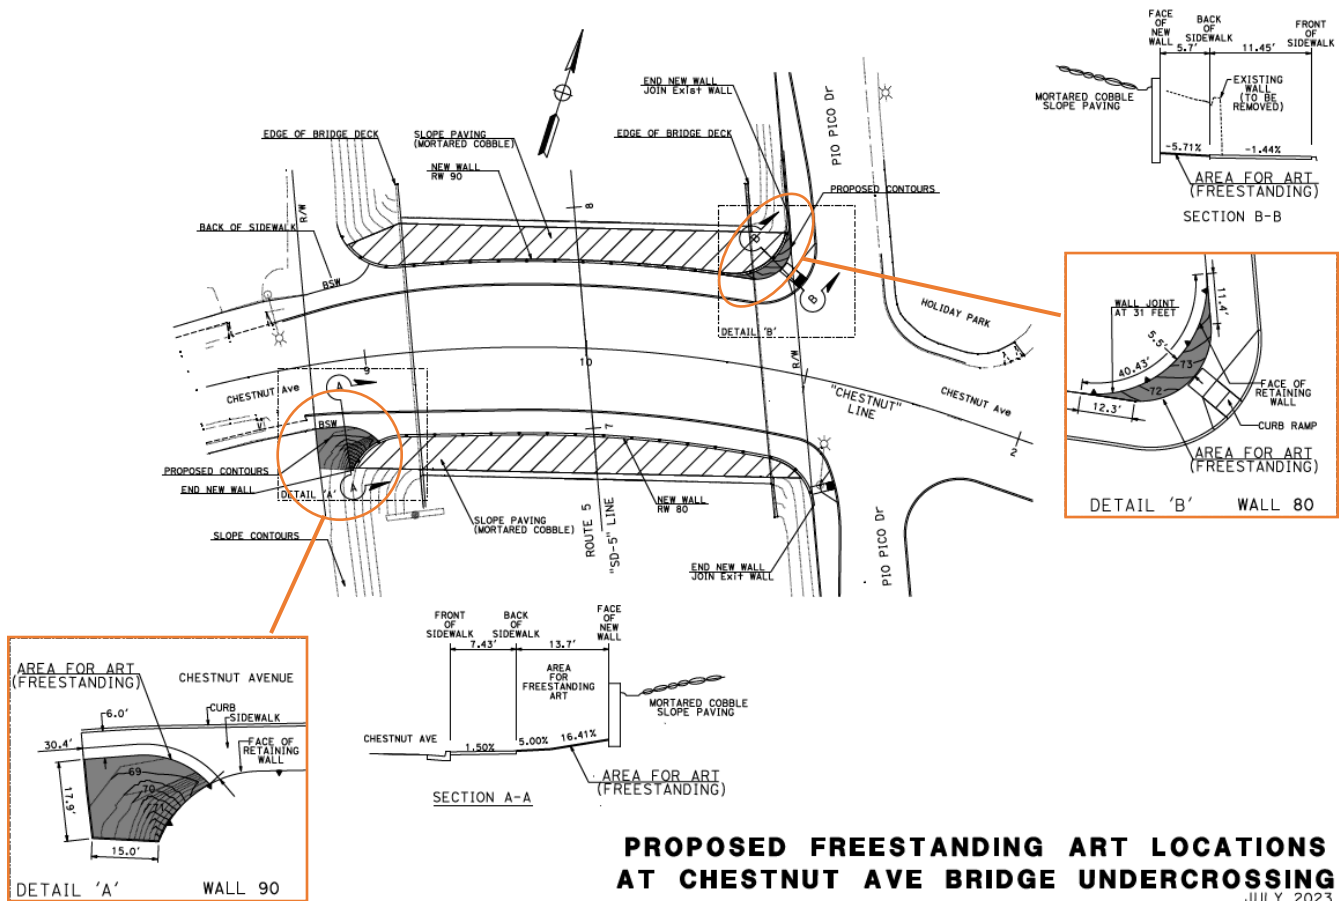 FACE
OF
NEW
WALL
BACK
OF
SIDEWALK
FRONT
OF
SIDEWALK
5.7'
11.45'
MORTARED COBBLE
SLOPE PAVING
EXISTING
WALL
(TO BE
REMOVED)
-5.71%
-1.44%
AREA FOR ART
(FREESTANDING)
SECTION B-B
END NEW WALL
JOIN Exist WALL
EDGE OF BRIDGE DECK
SLOPE PAVING
(MORTARED COBBLE)
EDGE OF BRIDGE DECK
NEW WALL
RW 90
PIO PICO Dr
PROPOSED CONTOURS
R/W
8
BACK OF SIDEWALK
BSW
B
B
DETAIL 'B'
HOLIDAY PARK
R/W
9
10
CHESTNUT Ave
A
"CHESTNUT"
LINE
CHESTNUT Ave
2
BSW
7
PROPOSED CONTOURS
END NEW WALL
DETAIL 'A'
A
NEW WALL
RW 80
SLOPE PAVING
(MORTARED COBBLE)
SLOPE CONTOURS
ROUTE 5
"SD-5" LINE
END NEW WALL
JOIN Exit WALL
PIO PICO Dr
WALL JOINT
AT 31 FEET
11.4'
5.5'
40.43'
73
72
12.3'
FACE OF
RETAINING
WALL
CURB RAMP
AREA FOR ART
(FREESTANDING)
DETAIL 'B'
WALL 80
AREA FOR ART
(FREESTANDING)
CHESTNUT AVENUE
6.0'
CURB
SIDEWALK
30.4'
FACE OF
RETAINING
WALL
69
70
71
17.9'
15.0'
DETAIL 'A'
WALL 90
FRONT
OF
SIDEWALK
BACK
OF
SIDEWALK
FACE
OF
NEW
WALL
7.43'
13.7'
AREA
FOR
FREESTANDING
ART
MORTARED COBBLE
SLOPE PAVING
CHESTNUT AVE
1.50%
5.00%
16.41%
AREA FOR ART
(FREESTANDING)
SECTION A-A
PROPOSED FREESTANDING ART LOCATIONS
AT CHESTNUT AVE BRIDGE UNDERCROSSING
JULY 2023